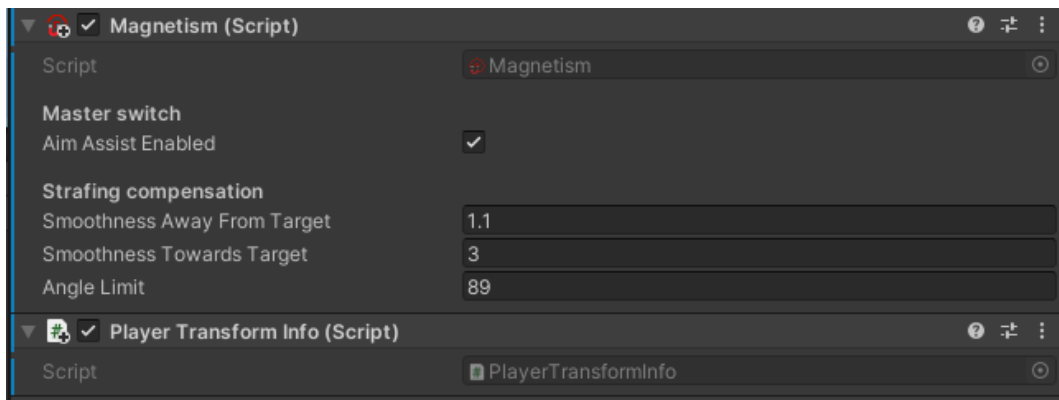 Magnetism (Script)
Script Magnetism
Master switch
Aim Assist Enabled
Strafing compensation
Smoothness Away From Target 1.1
Smoothness Towards Target 3
Angle Limit 89
# Player Transform Info (Script)
Script # PlayerTransformInfo